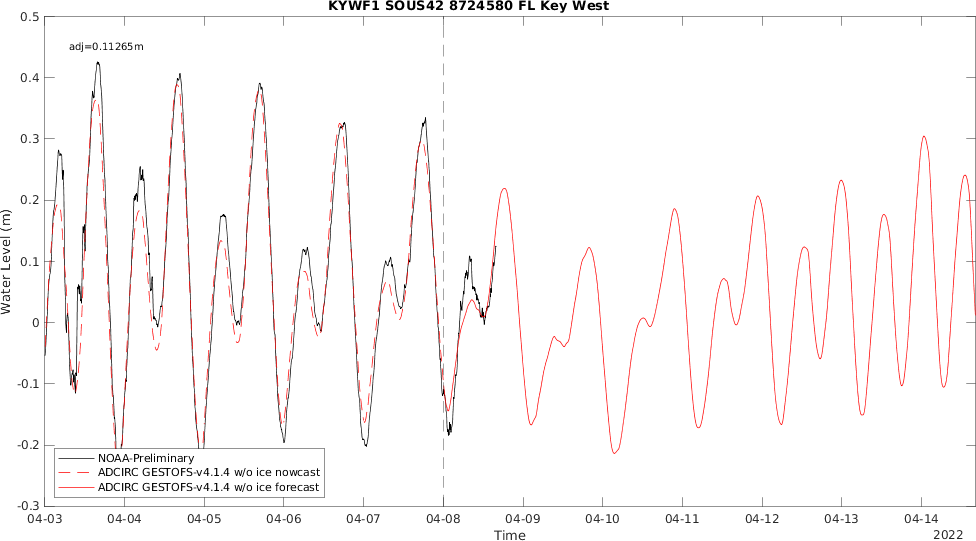 KYWF1 SOUS42 8724580 FL Key West
0.5
adj=0.11265m
0.4
0.3
0.2
0.1
0
-0.1
-0.2
-0.3
Water Level (m)
NOAA-Preliminary
ADCIRC GESTOFS-v4.1.4 w/o ice nowcast
ADCIRC GESTOFS-v4.1.4 w/o ice forecast
04-03 04-04 04-05 04-06 04-07 04-08 04-09 04-10 04-11 04-12 04-13 04-14
Time
2022